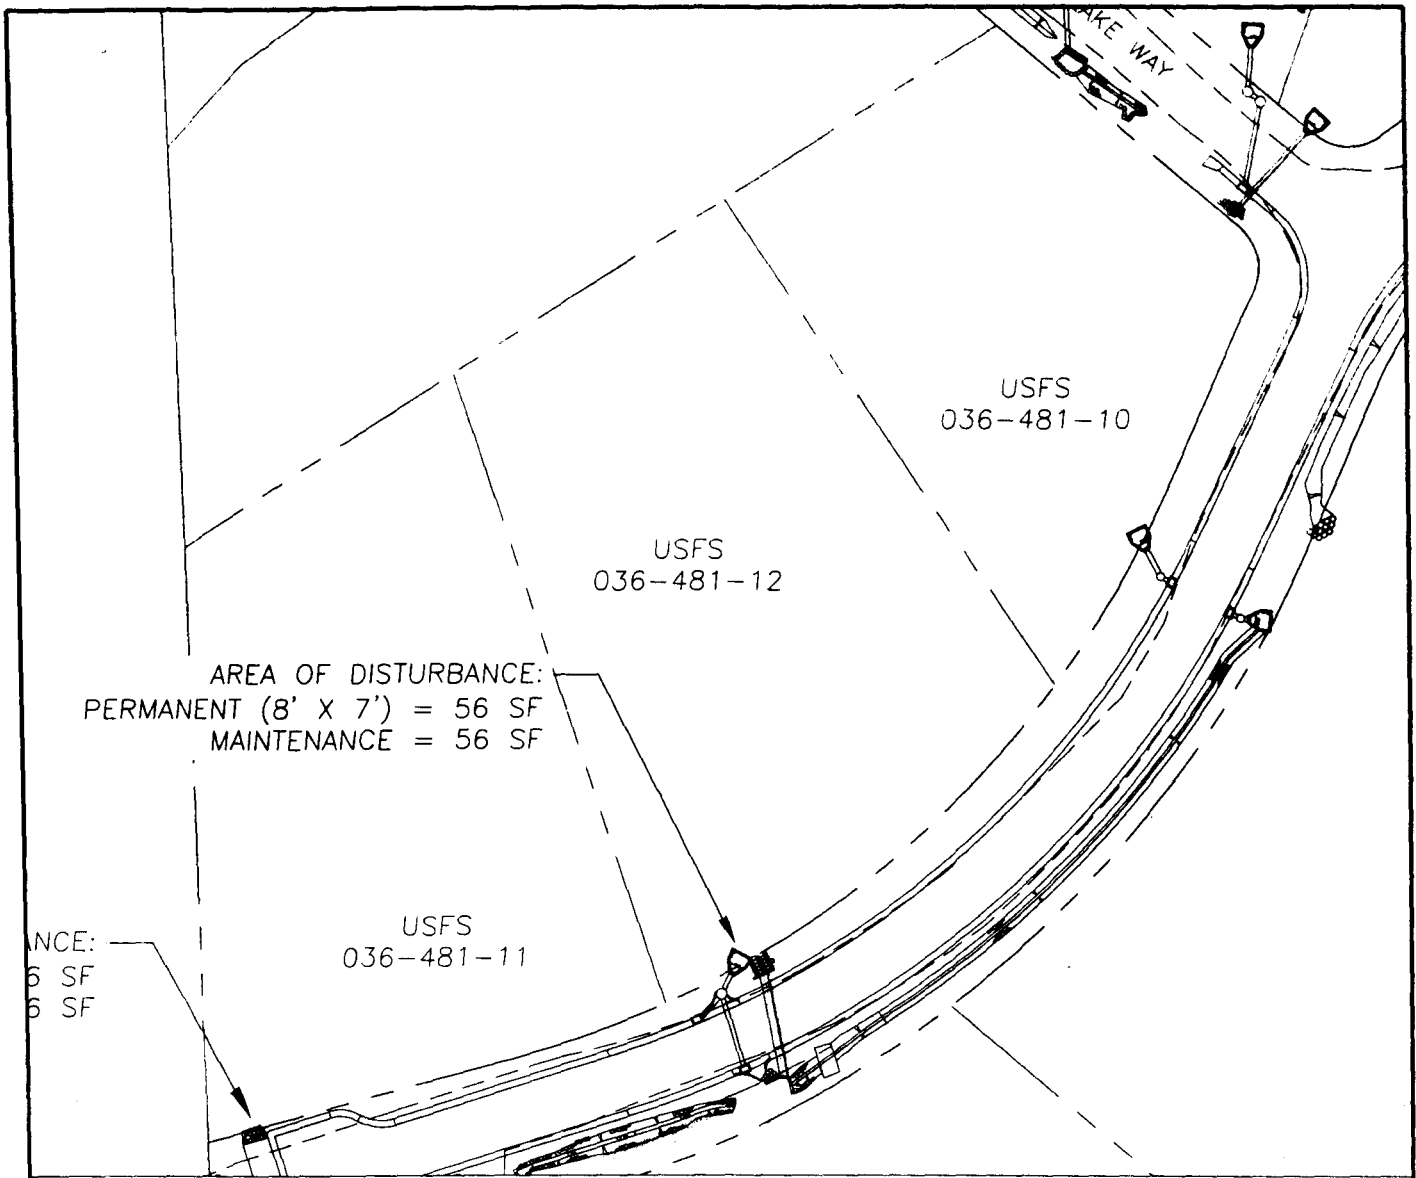 AKE WAY
USFS
036-481-10
USFS
036-481-12
AREA OF DISTURBANCE:
PERMANENT (8' X 7') = 56 SF
MAINTENANCE = 56 SF
USFS
036-481-11
ANCE:
6 SF
6 SF